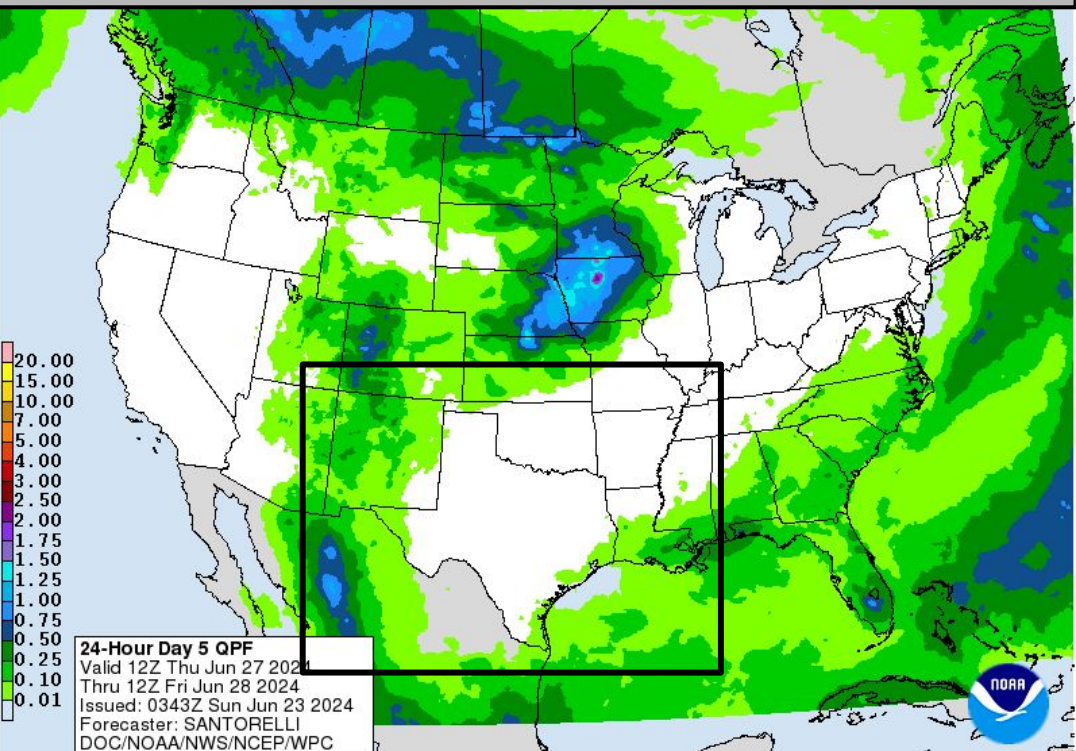 20.00
15.00
10.00
7.00
5.00
4.00
3.00
2.50
2.00
1.75
1.50
1.25
1.00
0.75
0.50
0.25
0.10
0.01
24-Hour Day 5 QPF
Valid 12Z Thu Jun 27 2024
Thru 12Z Fri Jun 28 2024
Issued: 0343Z Sun Jun 23 2024
Forecaster: SANTORELLI
DOC/NOAA/NWS/NCEP/WPC
NOAA